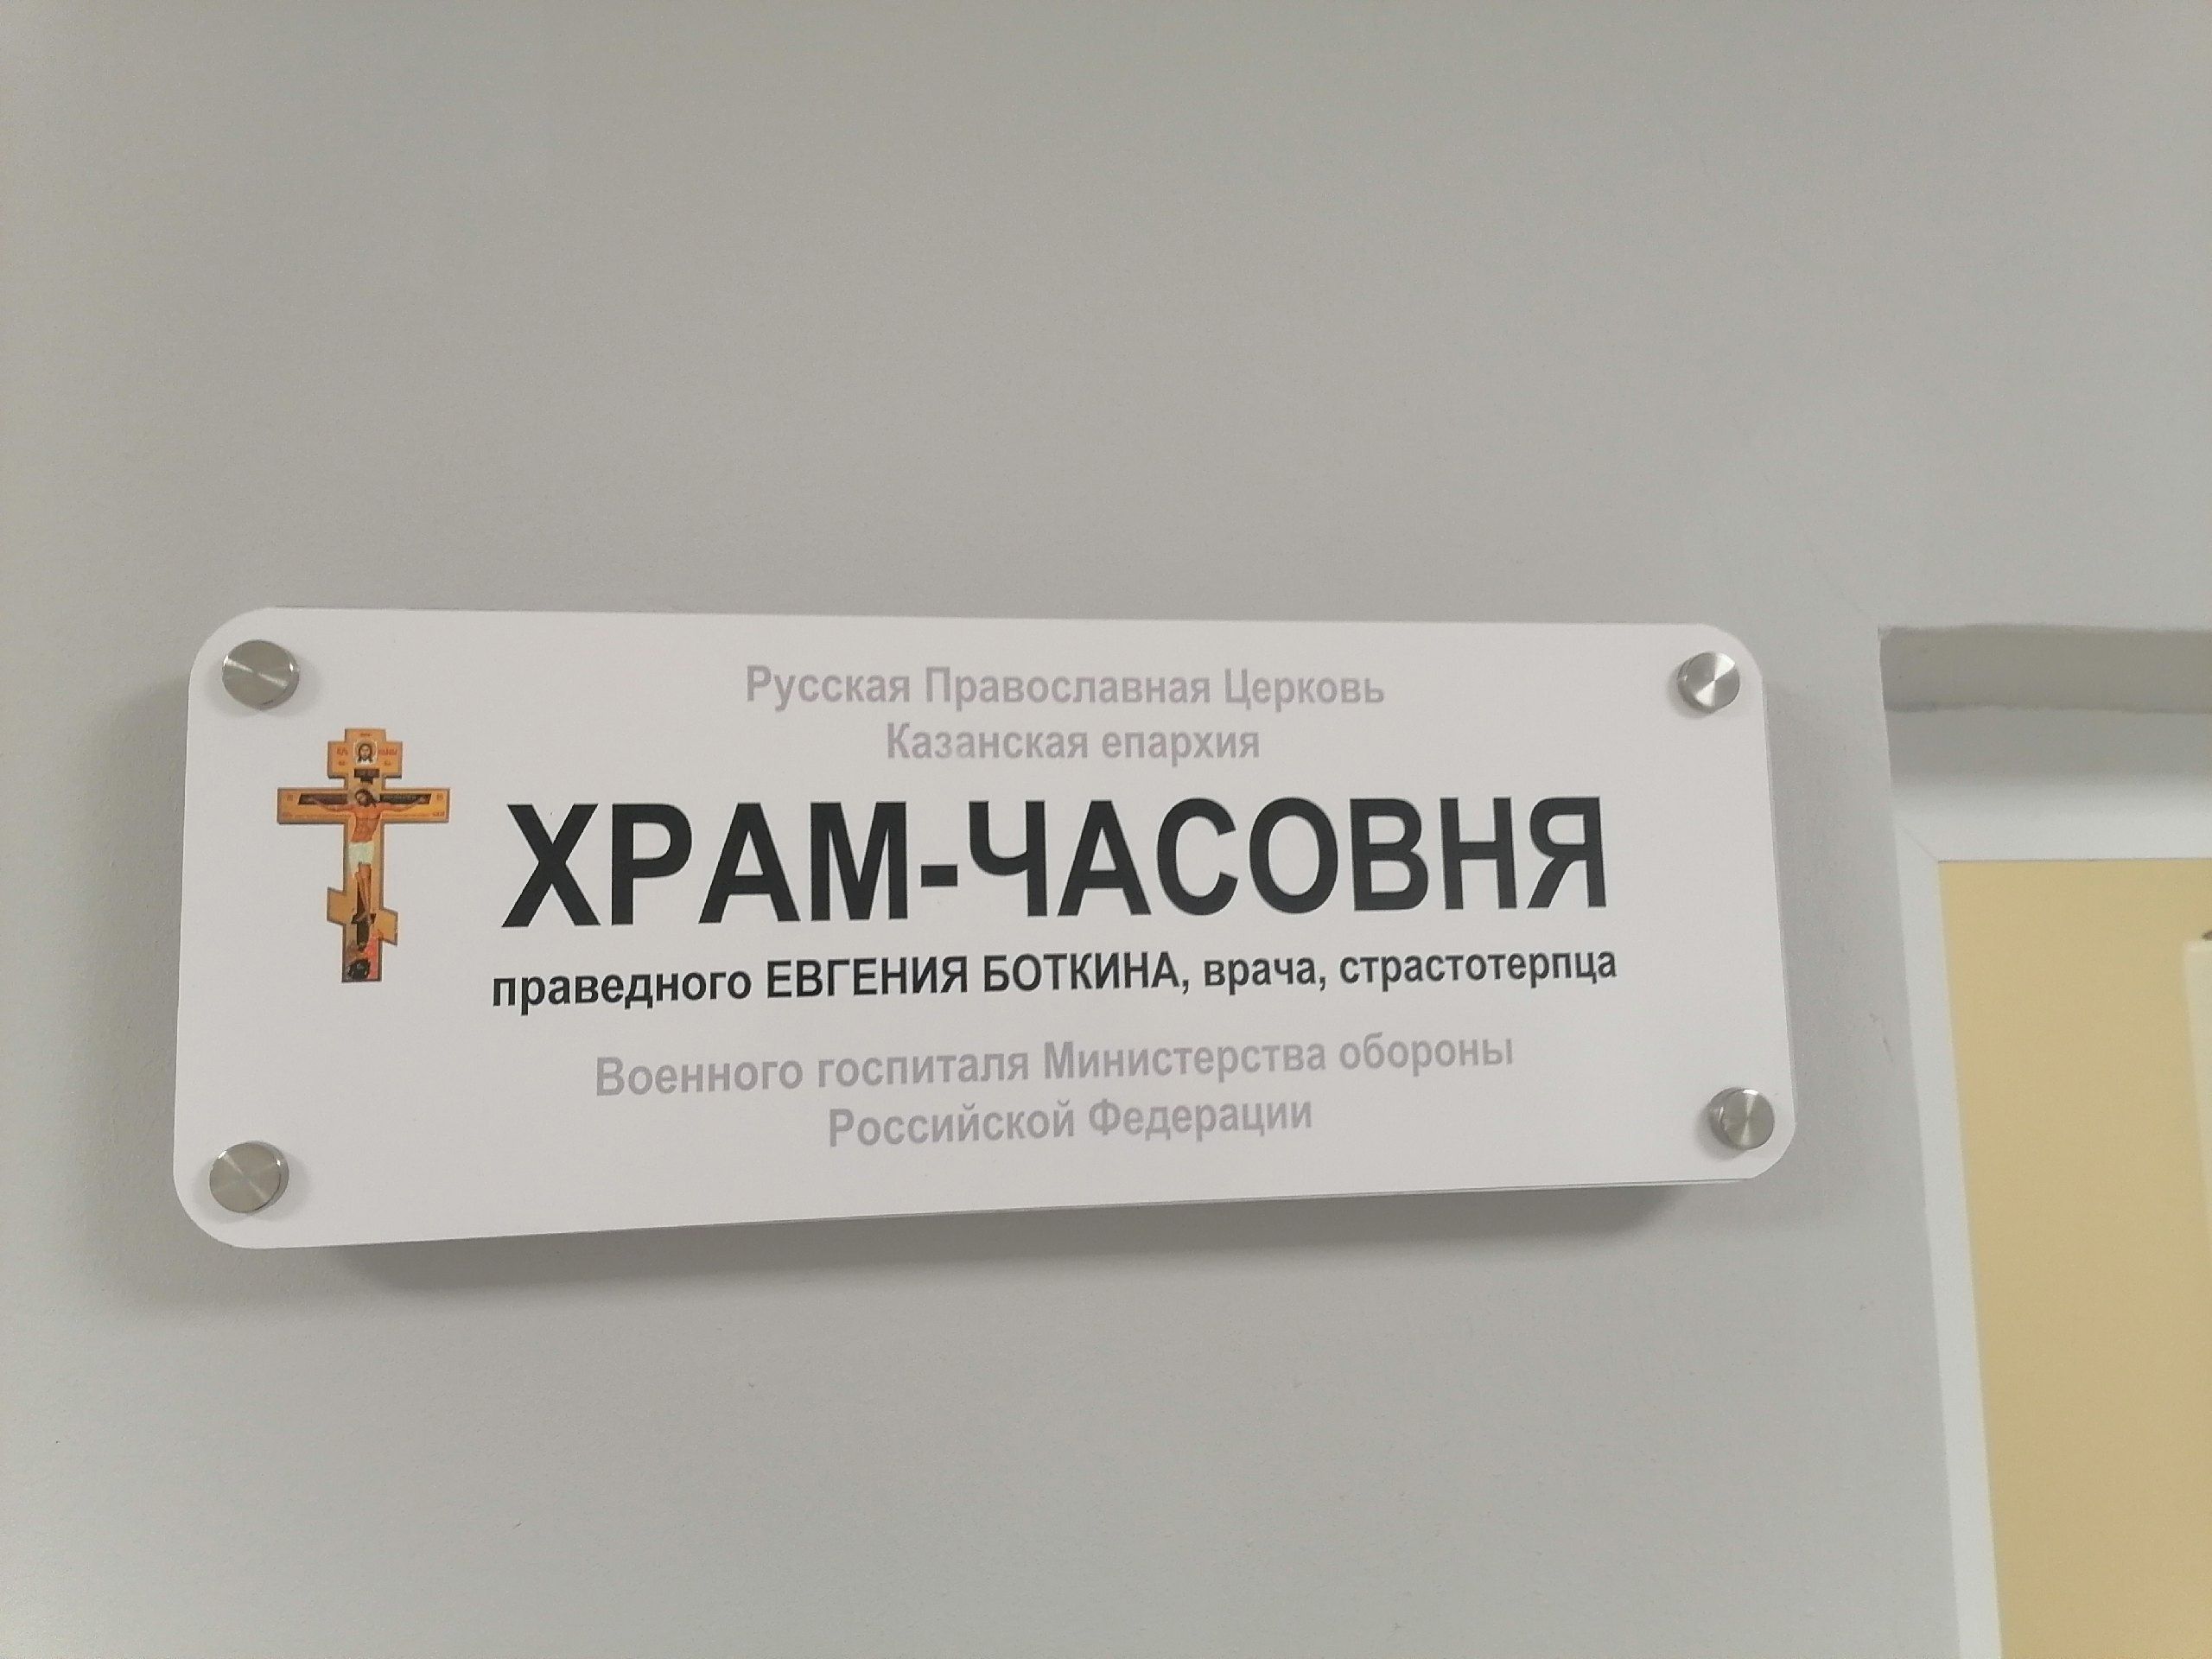 Русская Православная Церковь
Казанская епархия
ХРАМ-ЧАСОВНЯ
праведного ЕВГЕНИЯ БОТКИНА, врача, страстотерпца
Военного госпиталя Министерства обороны
Российской Федерации